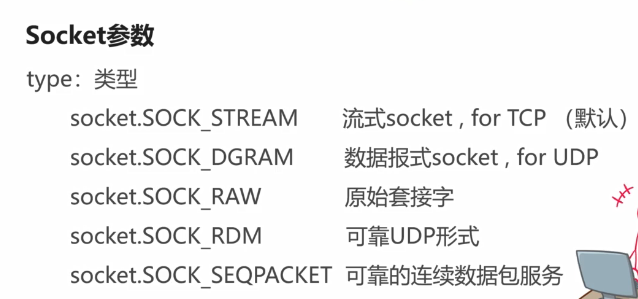 Socket参数
type：类型
socket.SOCK_STREAM 流式socket , for TCP （默认）
socket.SOCK_DGRAM 数据报式socket , for UDP
socket.SOCK_RAW 原始套接字
socket.SOCK_RDM 可靠UDP形式
socket.SOCK_SEQPACKET 可靠的连续数据包服务